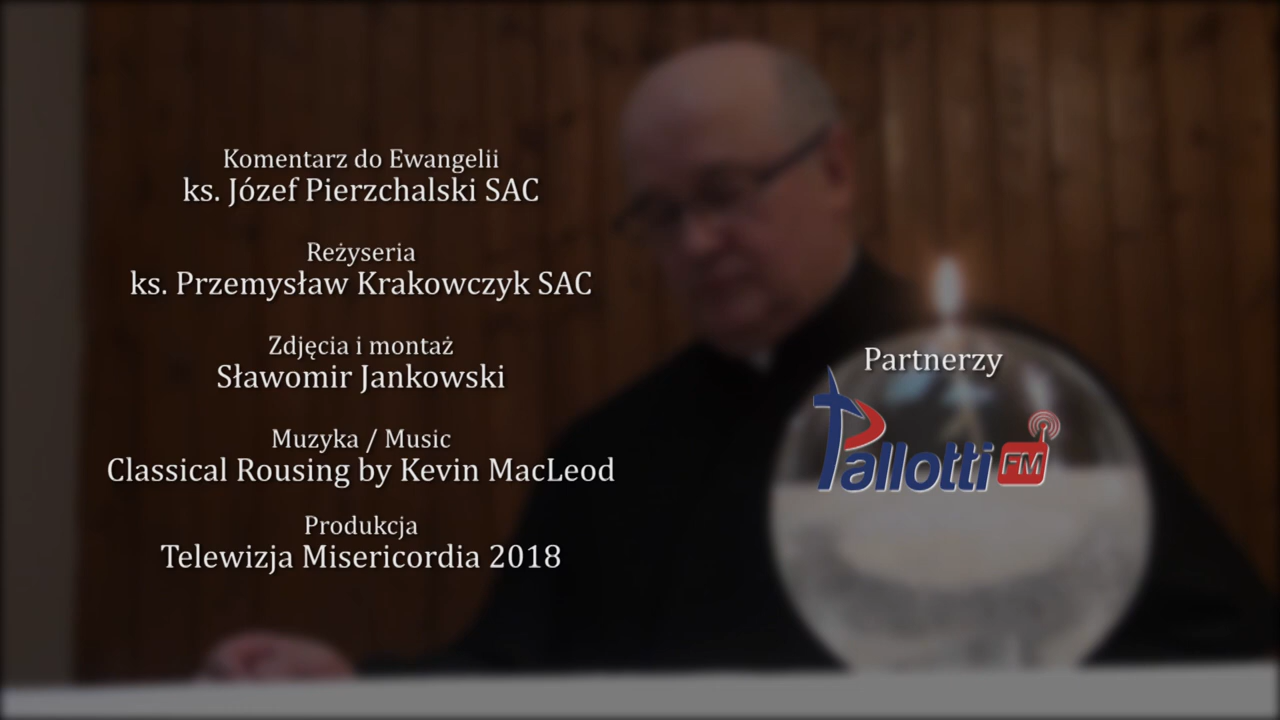 Komentarz do Ewangelii
ks. Józef Pierzchalski SAC
Reżyseria
ks. Przemysław Krakowczyk SAC
Zdjęcia i montaż
Sławomir Jankowski
Muzyka / Music
Classical Rousing by Kevin MacLeod
Produkcja
Telewizja Misericordia 2018
Partnerzy
Pallotti FM